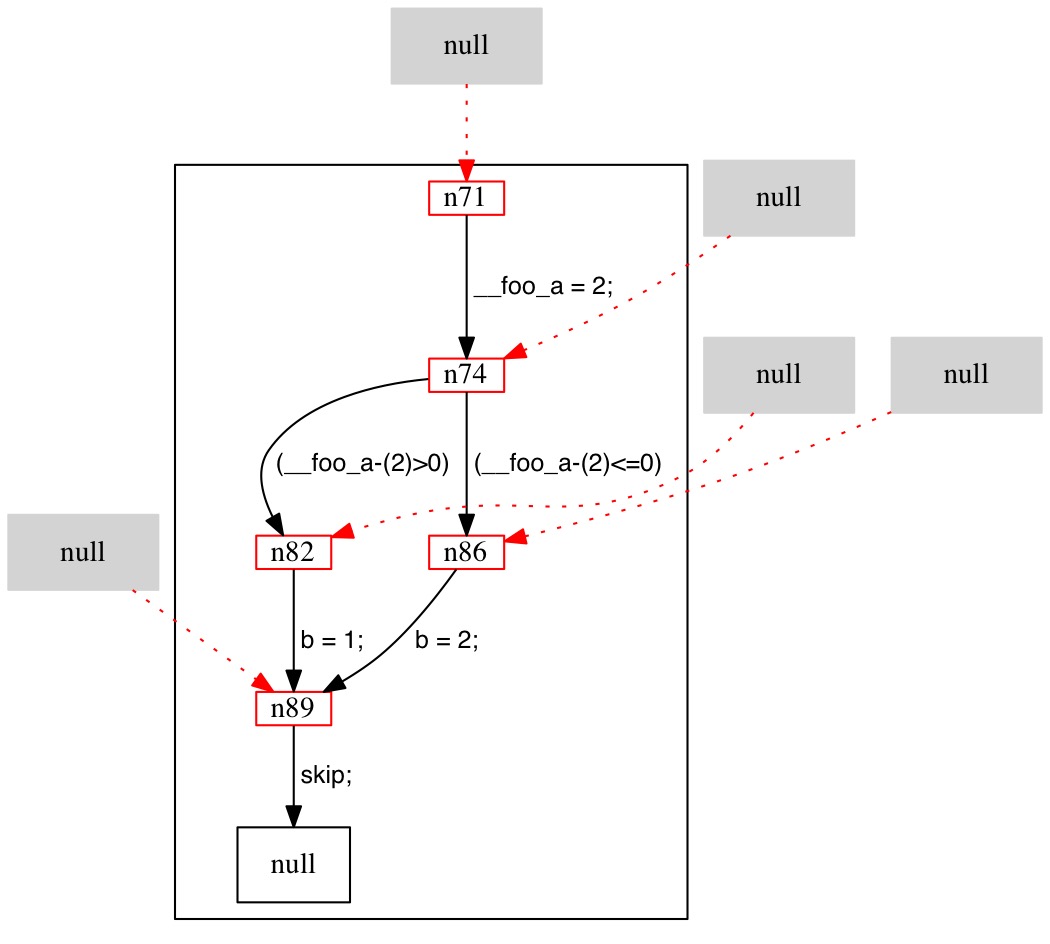 null
n71
null
__foo_a = 2;
n74
null
null
(__foo_a-(2)>0)
(__foo_a-(2)<=0)
null
n82
n86
b = 1;
b = 2;
n89
skip;
null